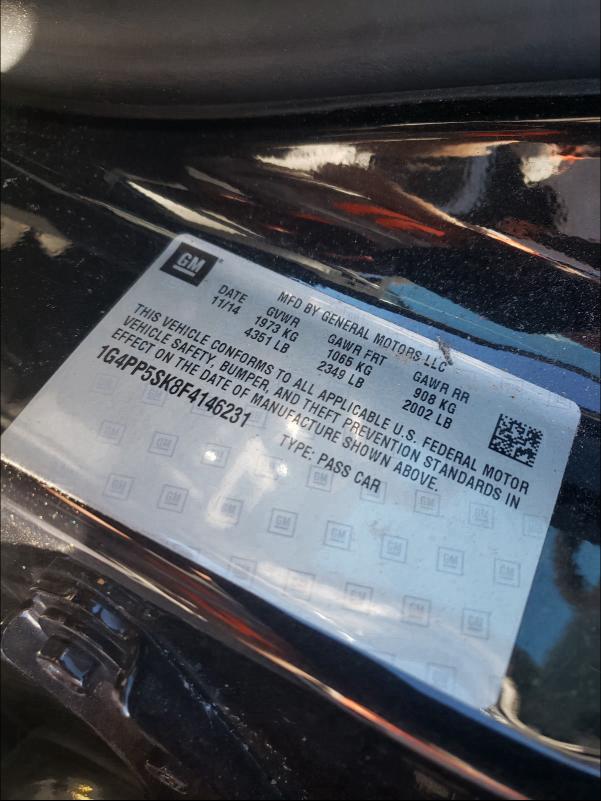 GM
MFD BY GENERAL MOTORS LLC
DATE GVWR GAWR FRT GAWR RR
11/14 1973 KG 1065 KG 908 KG
4351 LB 2349 LB 2002 LB
THIS VEHICLE CONFORMS TO ALL APPLICABLE U.S. FEDERAL MOTOR
VEHICLE SAFETY, BUMPER, AND THEFT PREVENTION STANDARDS IN
EFFECT ON THE DATE OF MANUFACTURE SHOWN ABOVE.
1G4PP5SK8F4146231 TYPE: PASS CAR